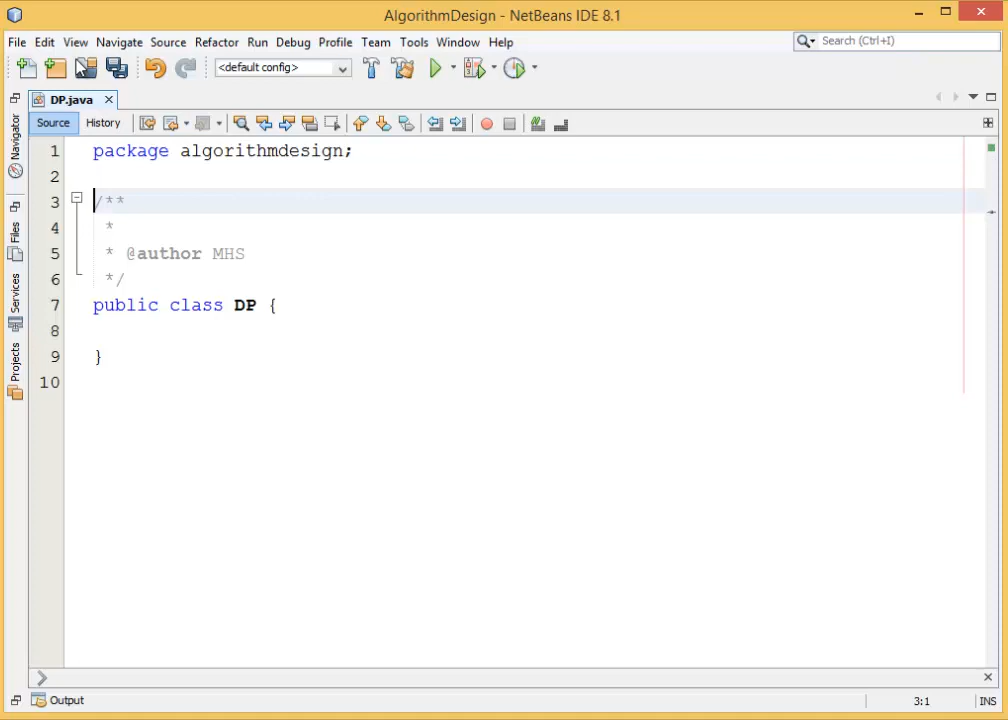 AlgorithmDesign - NetBeans IDE 8.1
File Edit View Navigate Source Refactor Run Debug Profile Team Tools Window Help
Search (Ctrl+I)
<default config>
DP.java
Source History
Navigator
Files
Services
Projects
1 package algorithmdesign;
2
3 /**
4 *
5 * @author MHS
6 */
7 public class DP {
8
9 }
10
Output
3:1 INS